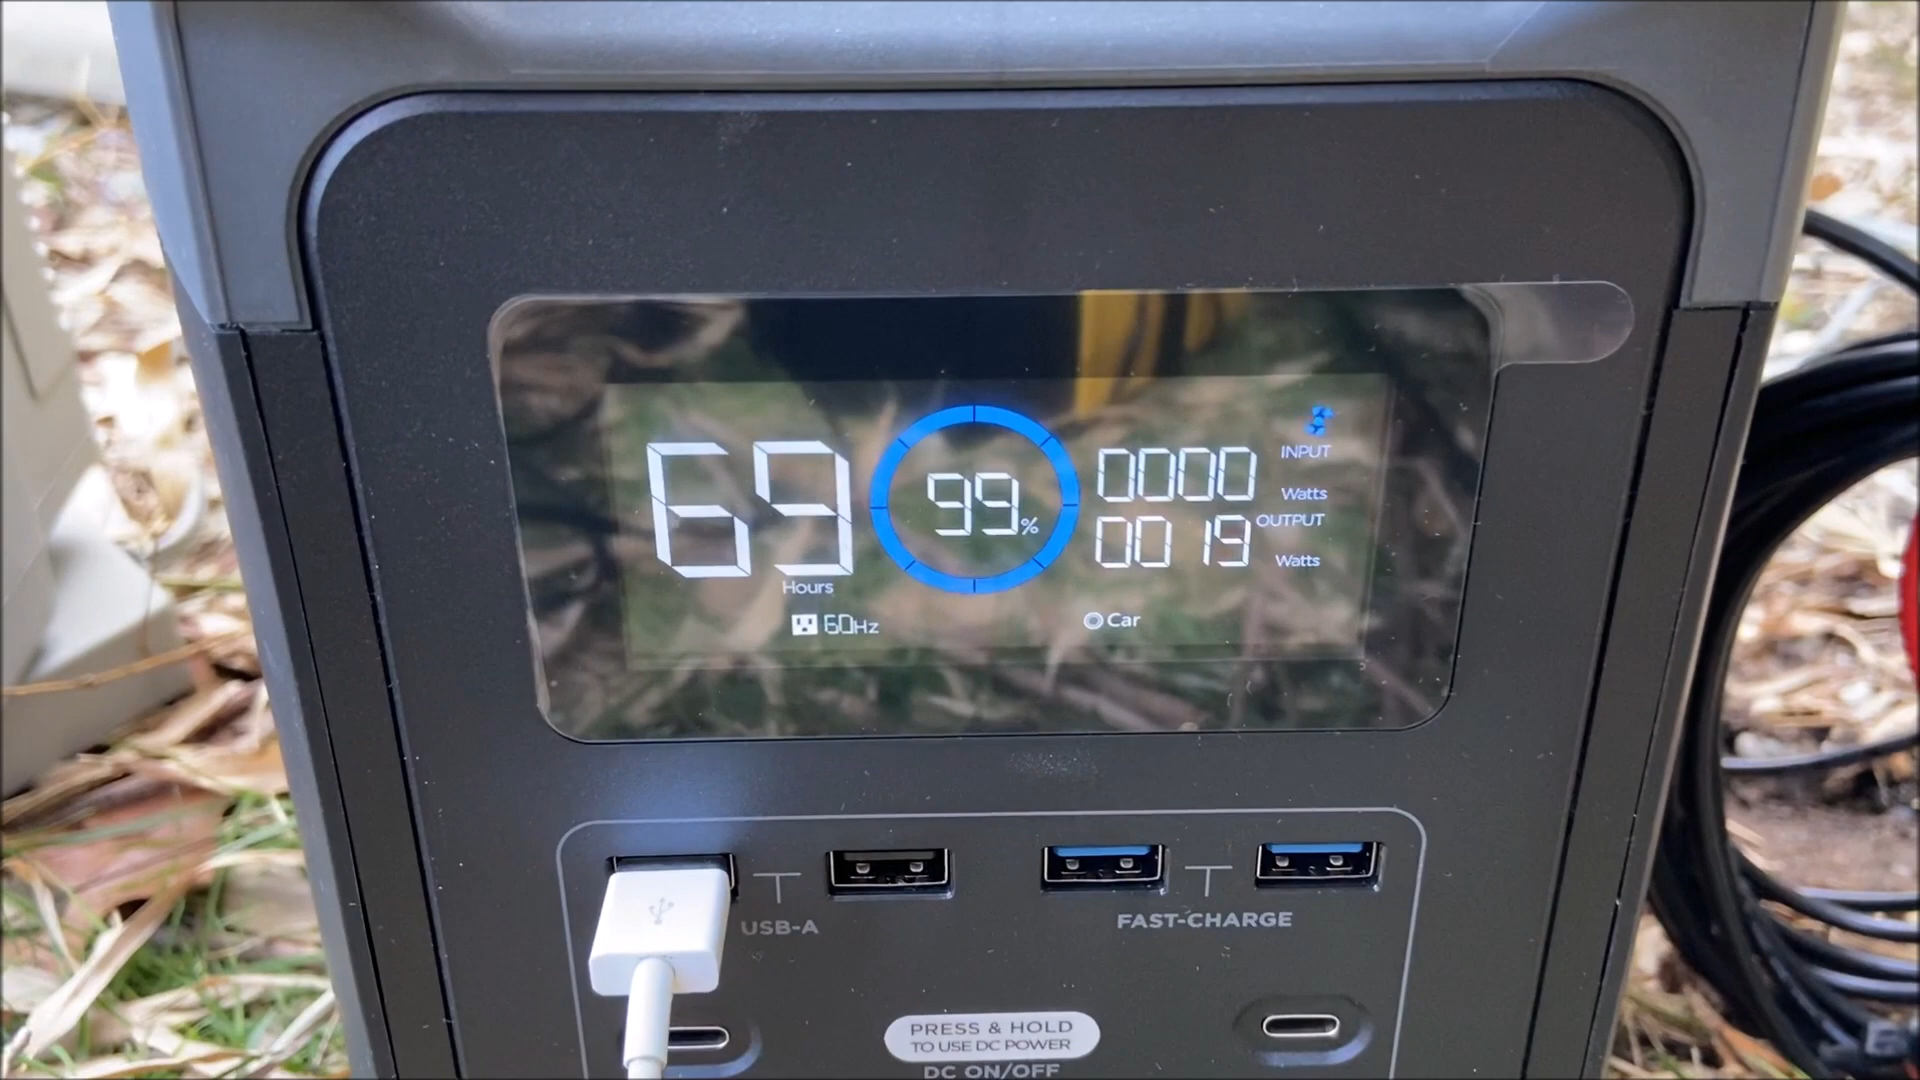 69
Hours
99%
0000
INPUT
Watts
0019
OUTPUT
Watts
60Hz
Car
USB-A
FAST-CHARGE
PRESS & HOLD
TO USE DC POWER
DC ON/OFF